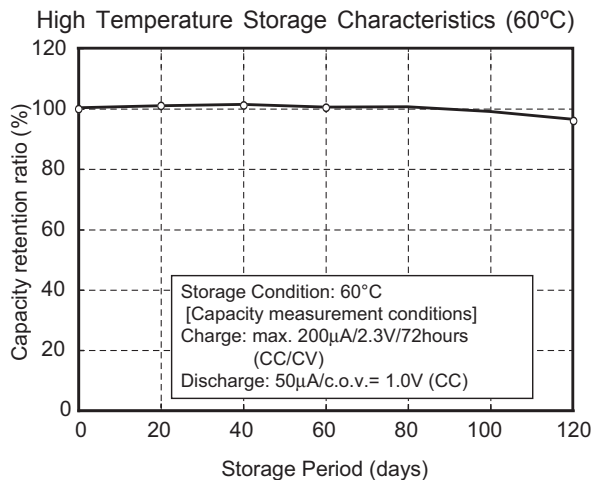 High Temperature Storage Characteristics (60ºC)
Capacity retention ratio (%)
120
100
80
60
40
20
0
Storage Condition: 60°C
[Capacity measurement conditions]
Charge: max. 200µA/2.3V/72hours
(CC/CV)
Discharge: 50µA/c.o.v.= 1.0V (CC)
0 20 40 60 80 100 120
Storage Period (days)